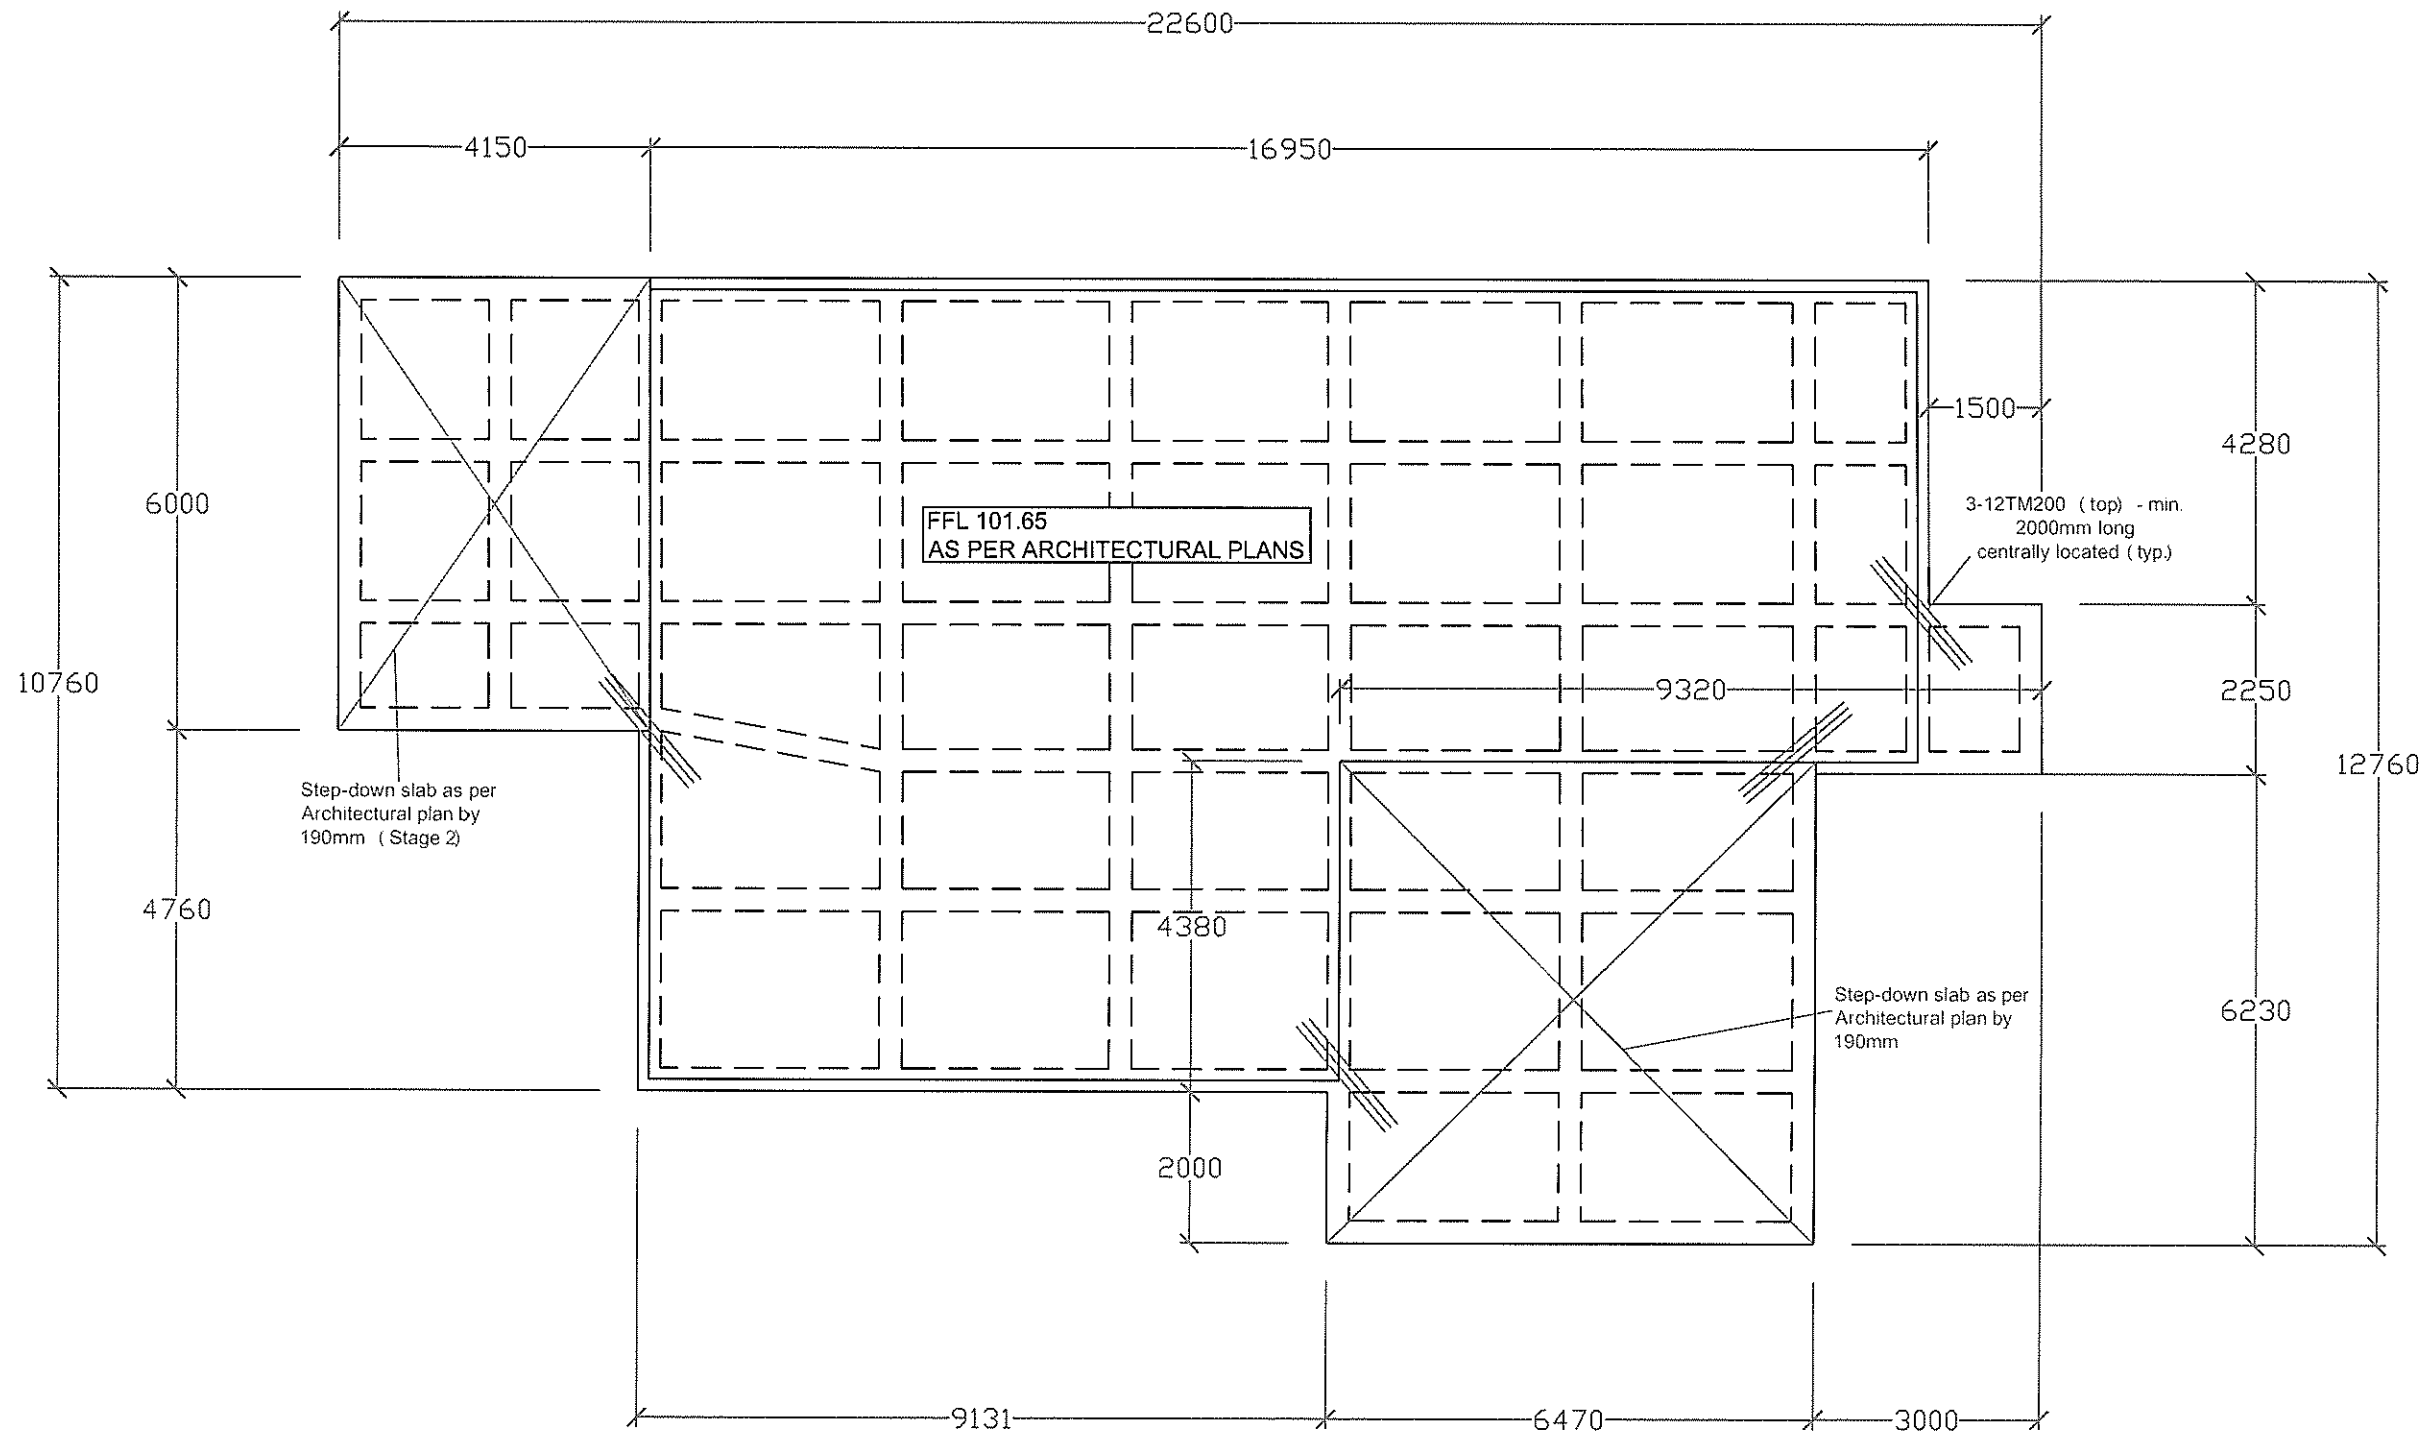 22600
4150
16950
1500
4280
6000
3-12TM200 (top) - min.
2000mm long
centrally located (typ.)
FFL 101.65
AS PER ARCHITECTURAL PLANS
10760
9320
2250
12760
Step-down slab as per
Architectural plan by
190mm (Stage 2)
4760
4380
Step-down slab as per
Architectural plan by
190mm
6230
2000
9131
6470
3000